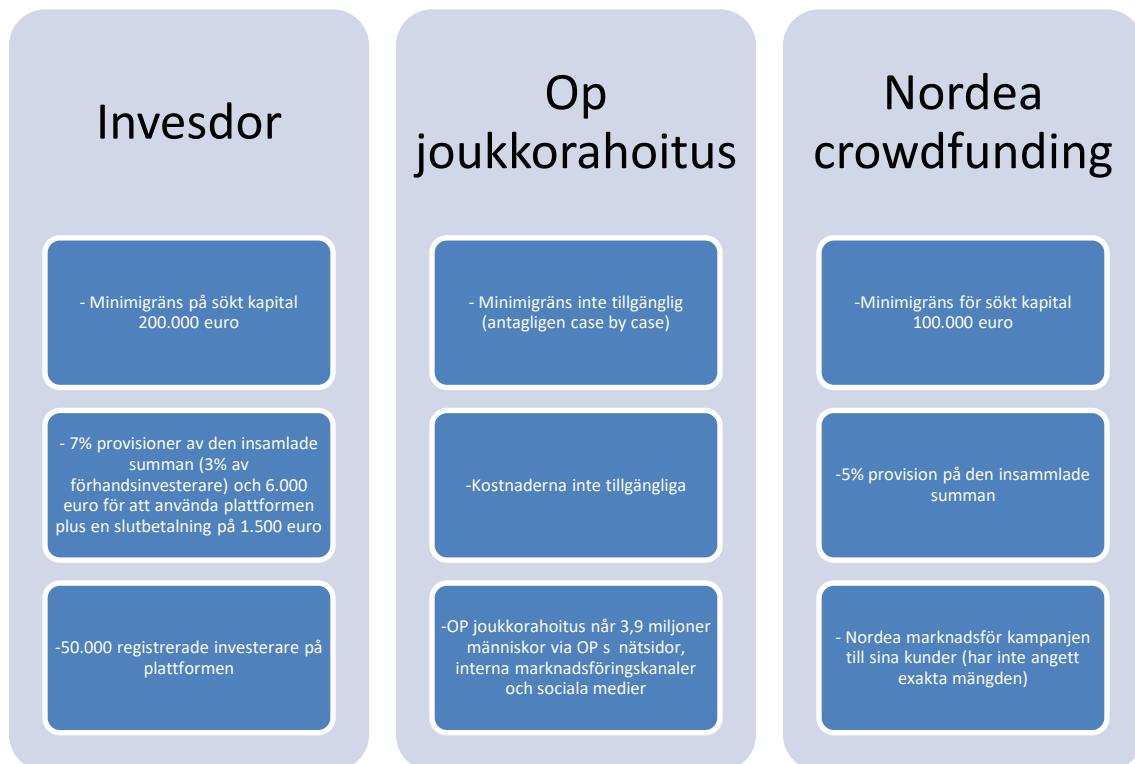 Invesdor
- Minimigräns på sökt kapital
200.000 euro
- 7% provisioner av den insamlade
summan (3% av
förhandsinvesterare) och 6.000
euro för att använda plattformen
plus en slutbetalning på 1.500 euro
-50.000 registrerade investerare på
plattformen
Op
joukkorahoitus
- Minimigräns inte tillgänglig
(antagligen case by case)
-Kostnaderna inte tillgängliga
-OP joukkorahoitus når 3,9 miljoner
människor via OP s nätsidor,
interna marknadsföringskanaler
och sociala medier
Nordea
crowdfunding
-Minimigräns för sökt kapital
100.000 euro
-5% provision på den insammlade
summan
- Nordea marknadsför kampanjen
till sina kunder (har inte angett
exakta mängden)